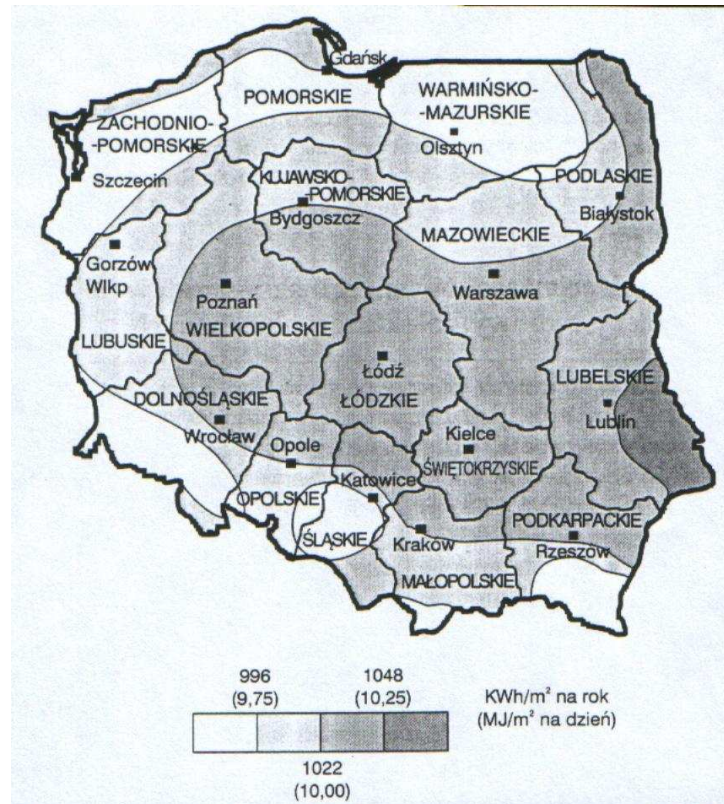 Gdańsk
POMORSKIE
WARMIŃSKO-
-MAZURSKIE
Olsztyn
ZACHODNIO-
-POMORSKIE
Szczecin
KUJAWSKO-
-POMORSKIE
Bydgoszcz
PODLASKIE
Białystok
MAZOWIECKIE
Warszawa
Gorzów
Wlkp
LUBUSKIE
Poznań
WIELKOPOLSKIE
Łódź
ŁÓDZKIE
LUBELSKIE
Lublin
DOLNOŚLĄSKIE
Wrocław
Opole
OPOLSKIE
Katowice
ŚLĄSKIE
Kielce
ŚWIĘTOKRZYSKIE
Kraków
MAŁOPOLSKIE
PODKARPACKIE
Rzeszów
996
(9,75)
1048
(10,25)
KWh/m² na rok
(MJ/m² na dzień)
1022
(10,00)